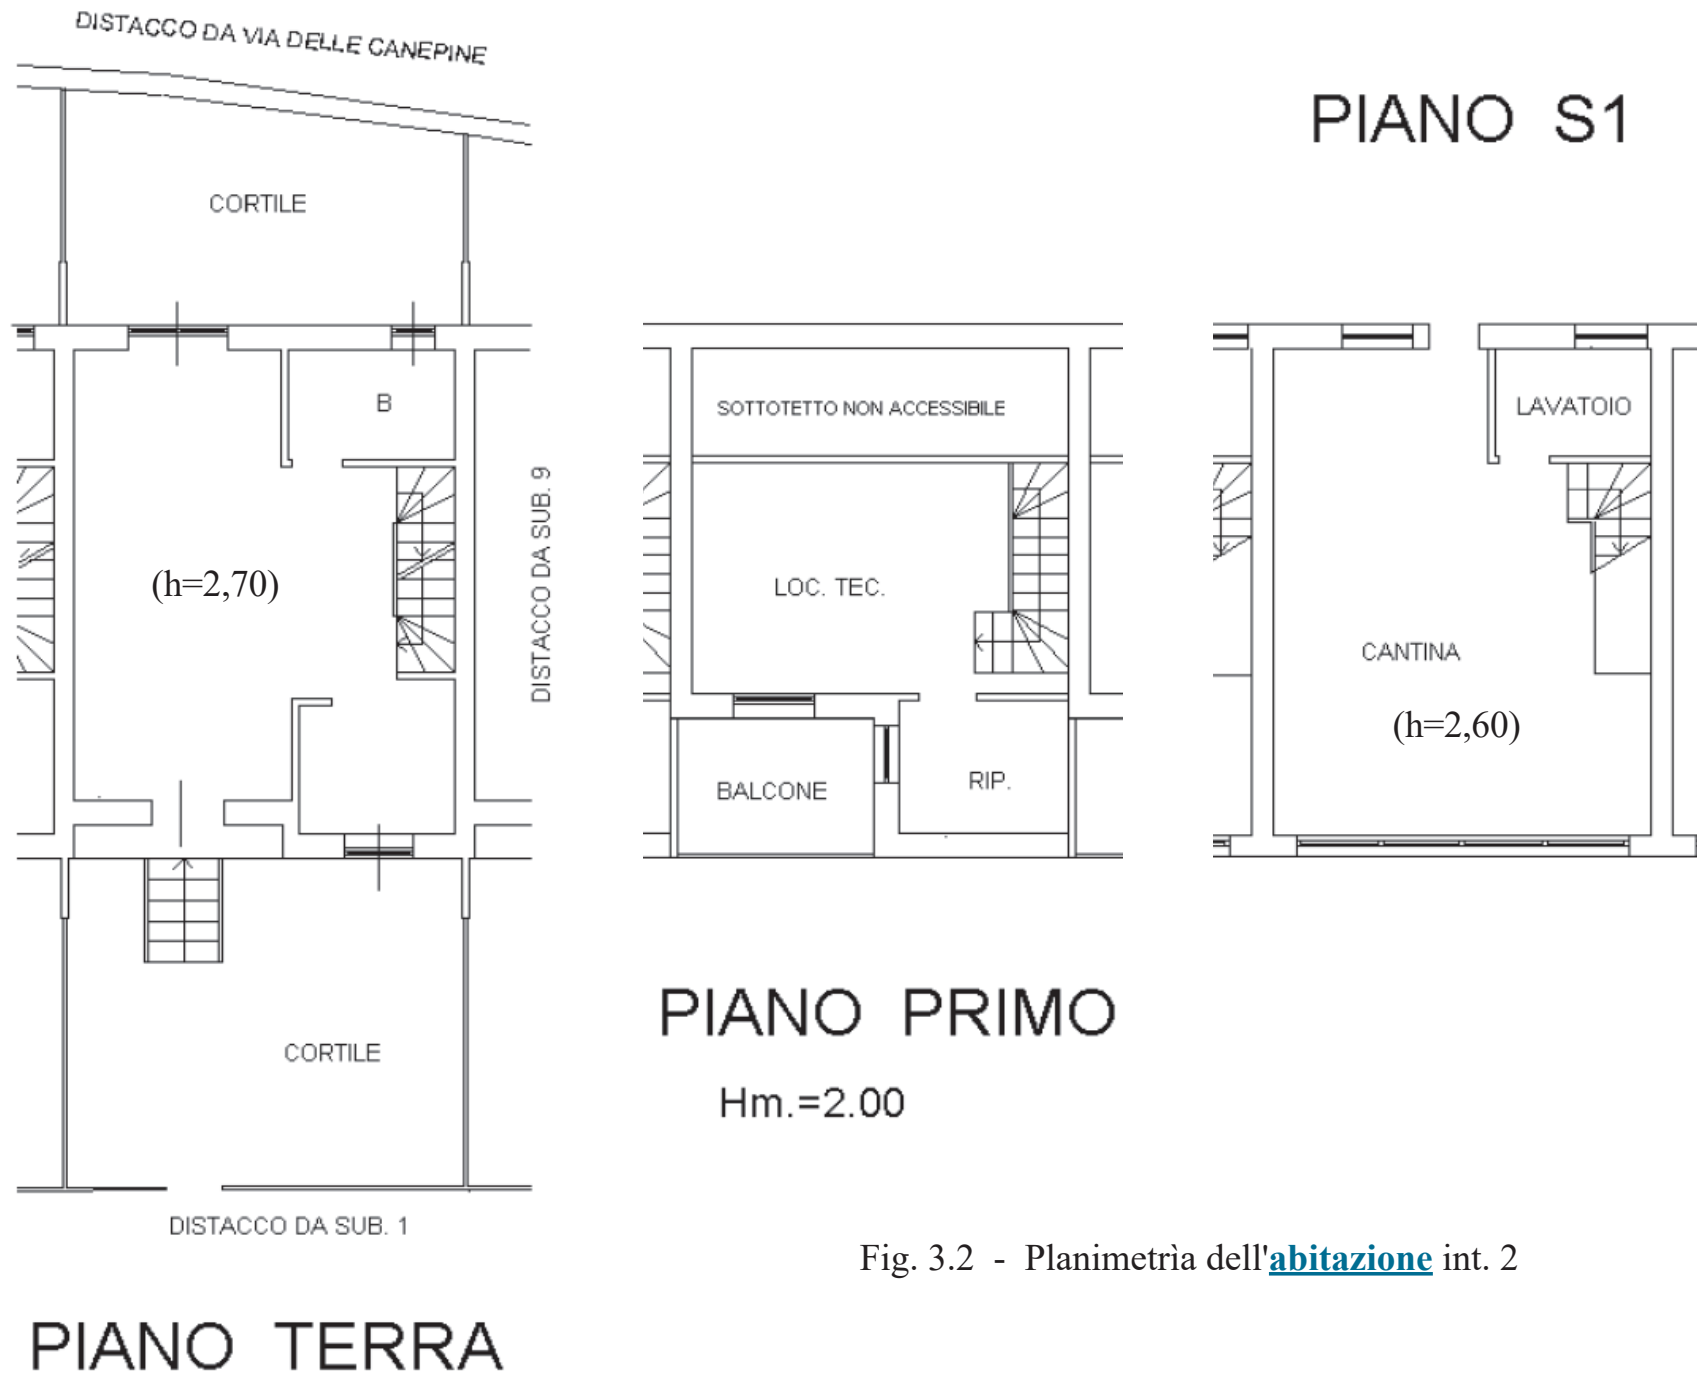 DISTACCO DA VIA DELLE CANEPINE
CORTILE
B
(h=2,70)
DISTACCO DA SUB. 9
CORTILE
DISTACCO DA SUB. 1
PIANO TERRA
SOTTOTETTO NON ACCESSIBILE
LOC. TEC.
BALCONE
RIP.
PIANO PRIMO
Hm.=2.00
PIANO S1
LAVATOIO
CANTINA
(h=2,60)
Fig. 3.2 - Planimetrìa dell'abitazione int. 2